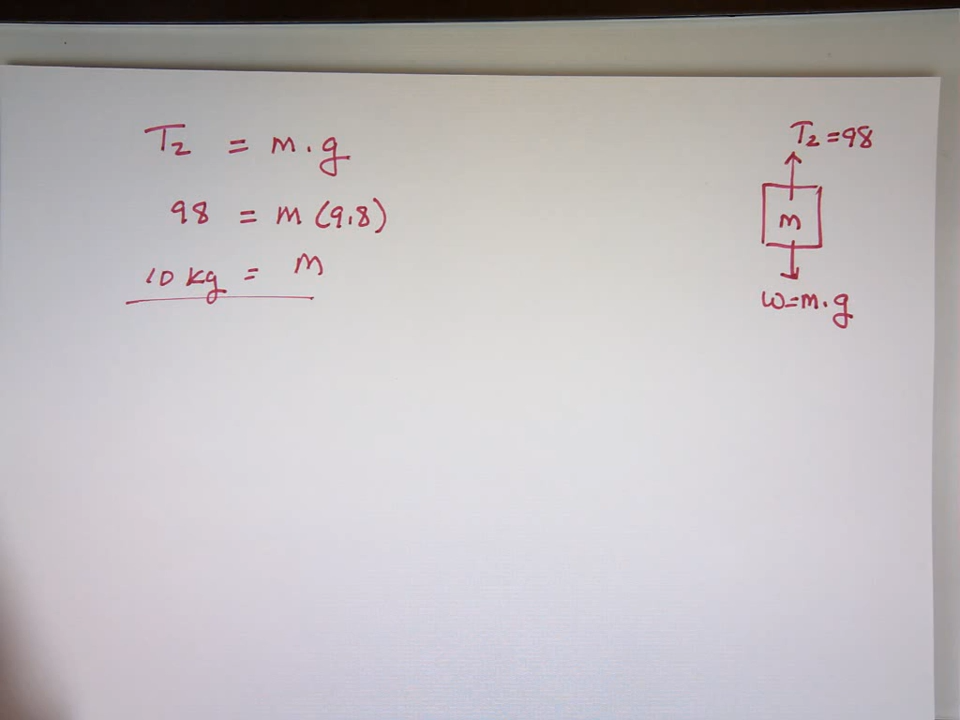 T₂ = m.g
98 = m (9.8)
10 kg = m
T₂ = 98
m
w = m.g